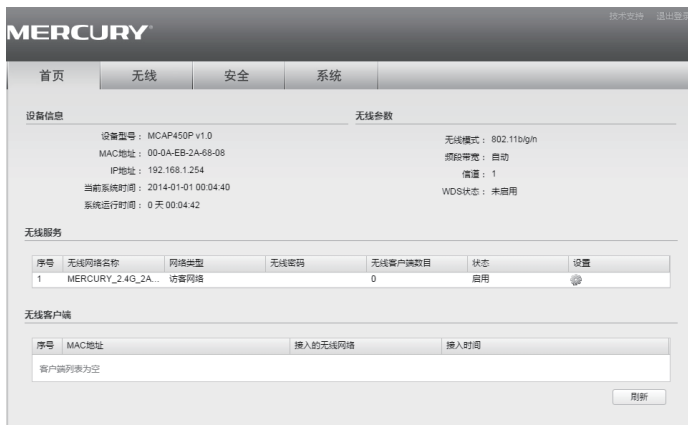 技术支持 退出登录
MERCURY
首页 无线 安全 系统
设备信息
设备型号： MCAP450P v1.0
MAC地址： 00-0A-EB-2A-68-08
IP地址： 192.168.1.254
当前系统时间： 2014-01-01 00:04:40
系统运行时间： 0 天 00:04:42
无线参数
无线模式： 802.11b/g/n
频段带宽： 自动
信道： 1
WDS状态： 未启用
无线服务
序号 无线网络名称 网络类型 无线密码 无线客户端数目 状态 设置
1 MERCURY_2.4G_2A... 访客网络 0 启用
无线客户端
序号 MAC地址 接入的无线网络 接入时间
客户端列表为空
刷新